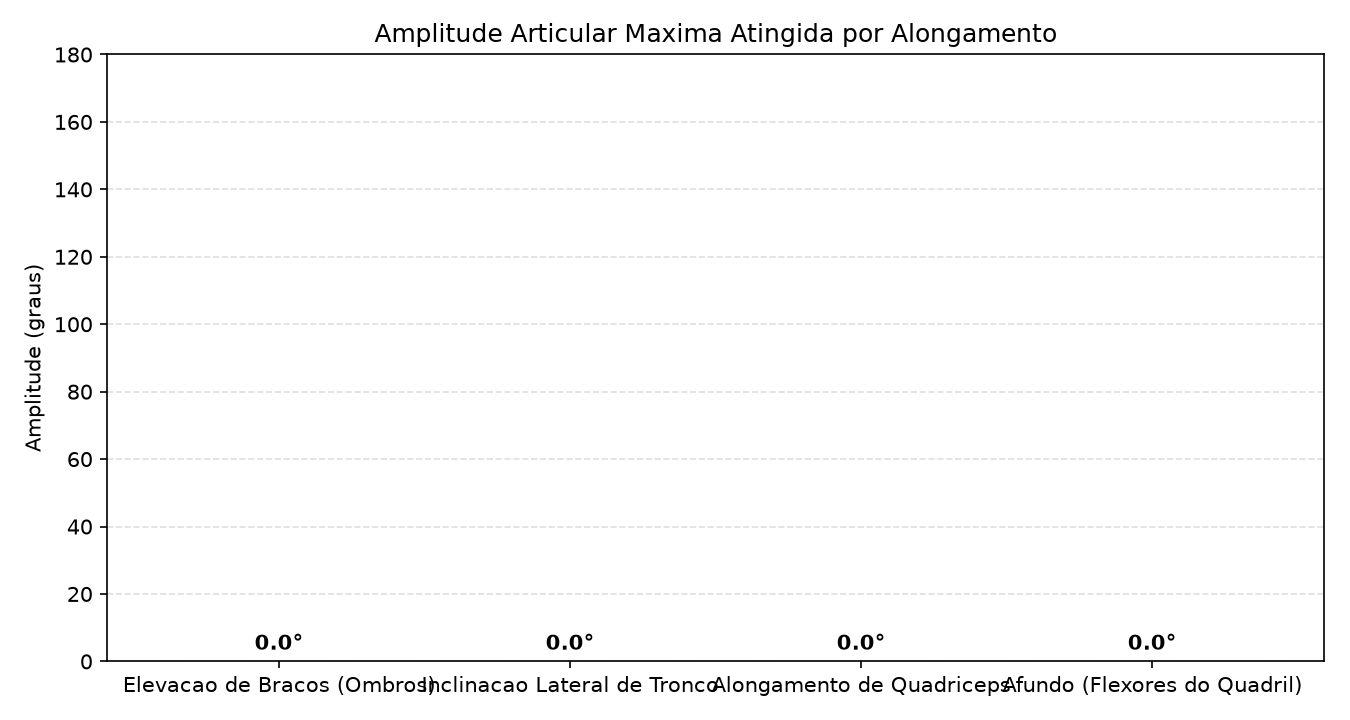 Amplitude Articular Maxima Atingida por Alongamento
Amplitude (graus)
180
160
140
120
100
80
60
40
20
0
0.0°
0.0°
0.0°
0.0°
Elevacao de Bracos (Ombros)
Inclinacao Lateral de Tronco
Alongamento de Quadriceps
Afundo (Flexores do Quadril)